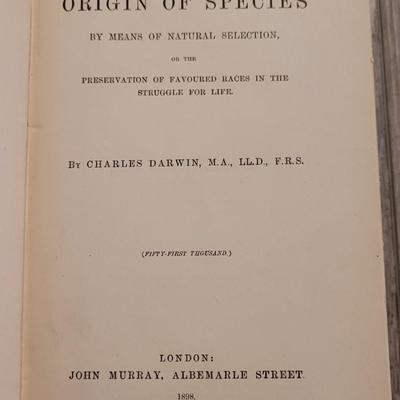 ORIGIN OF SPECIES
BY MEANS OF NATURAL SELECTION,
OR THE
PRESERVATION OF FAVOURED RACES IN THE
STRUGGLE FOR LIFE.
BY CHARLES DARWIN, M.A., LL.D., F.R.S.
(FIFTY-FIRST THOUSAND.)
LONDON:
JOHN MURRAY, ALBEMARLE STREET
1898.